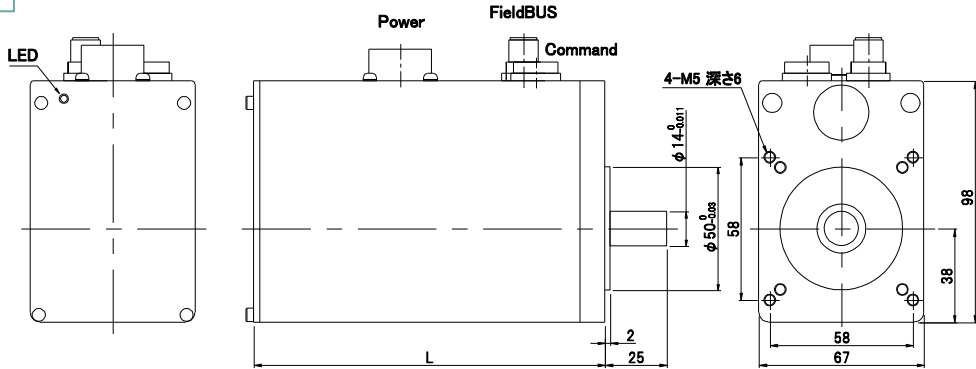 LED
Power
FieldBUS
Command
4-M5 深さ6
φ14 0 -0.011
φ50 0 -0.03
58
98
38
2
L
25
58
67